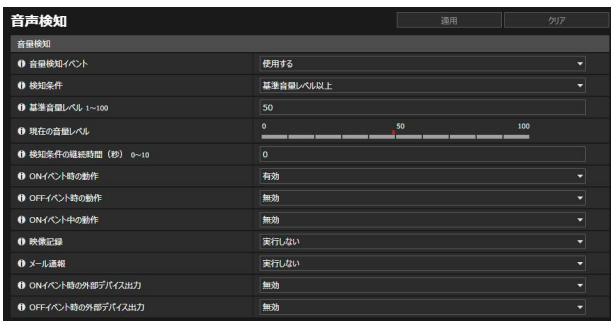 音声検知
適用 クリア
音量検知
音量検知イベント 使用する
検知条件 基準音量レベル以上
基準音量レベル 1~100 50
現在の音量レベル 0 50 100
検知条件の継続時間（秒） 0~10 0
ONイベント時の動作 有効
OFFイベント時の動作 無効
ONイベント中の動作 無効
映像記録 実行しない
メール通報 実行しない
ONイベント時の外部デバイス出力 無効
OFFイベント時の外部デバイス出力 無効